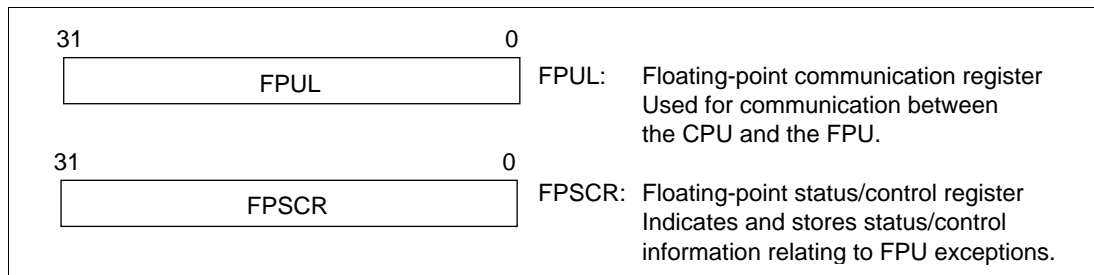 31 0
FPUL
FPUL: Floating-point communication register
Used for communication between
the CPU and the FPU.
31 0
FPSCR
FPSCR: Floating-point status/control register
Indicates and stores status/control
information relating to FPU exceptions.